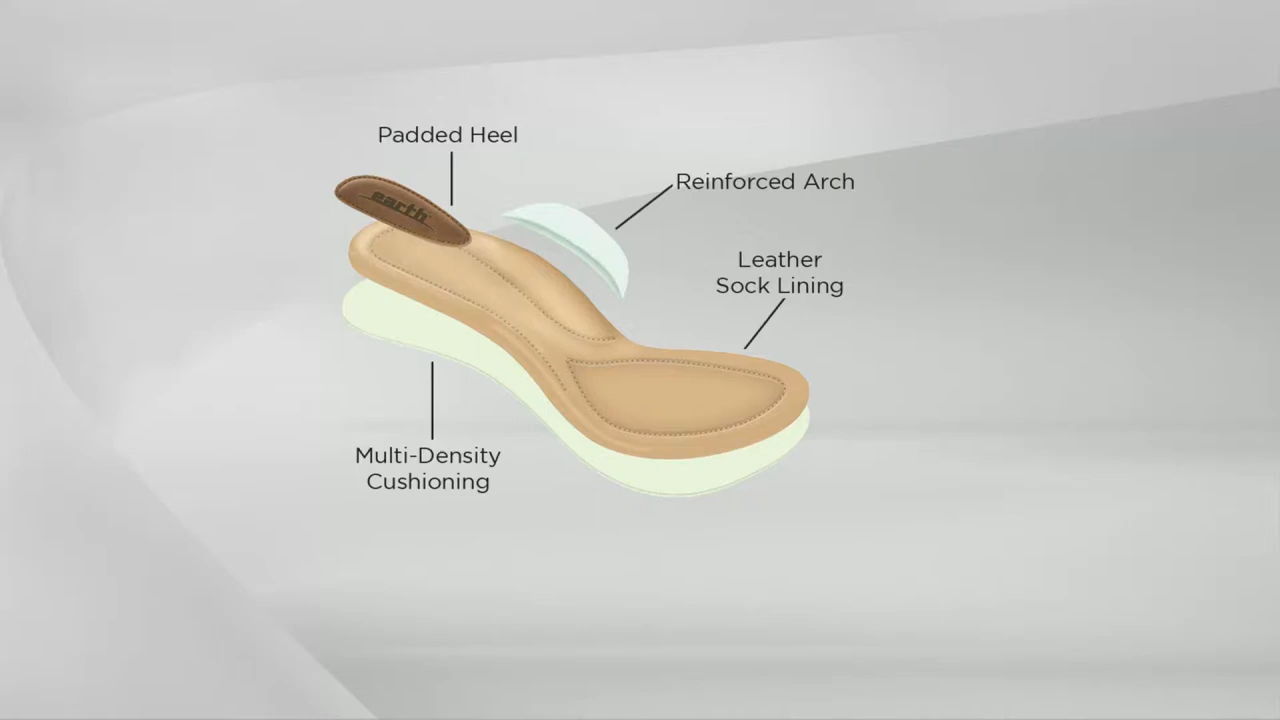 Padded Heel
earth
Reinforced Arch
Leather
Sock Lining
Multi-Density
Cushioning